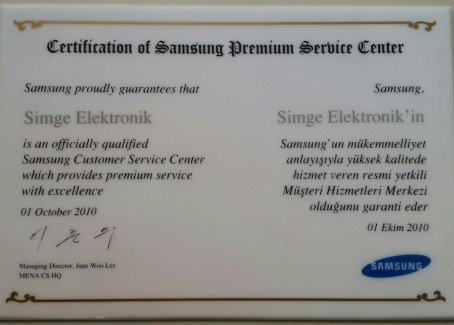 Certification of Samsung Premium Service Center
Samsung proudly guarantees that
Simge Elektronik
is an officially qualified
Samsung Customer Service Center
which provides premium service
with excellence
01 October 2010
Managing Director, June Woo-Lee
MENA CS HQ
Samsung,
Simge Elektronik'in
Samsung'un mükemmelliyet
anlayışıyla yüksek kalitede
hizmet veren resmi yetkili
Müşteri Hizmetleri Merkezi
olduğunu garanti eder
01 Ekim 2010
SAMSUNG